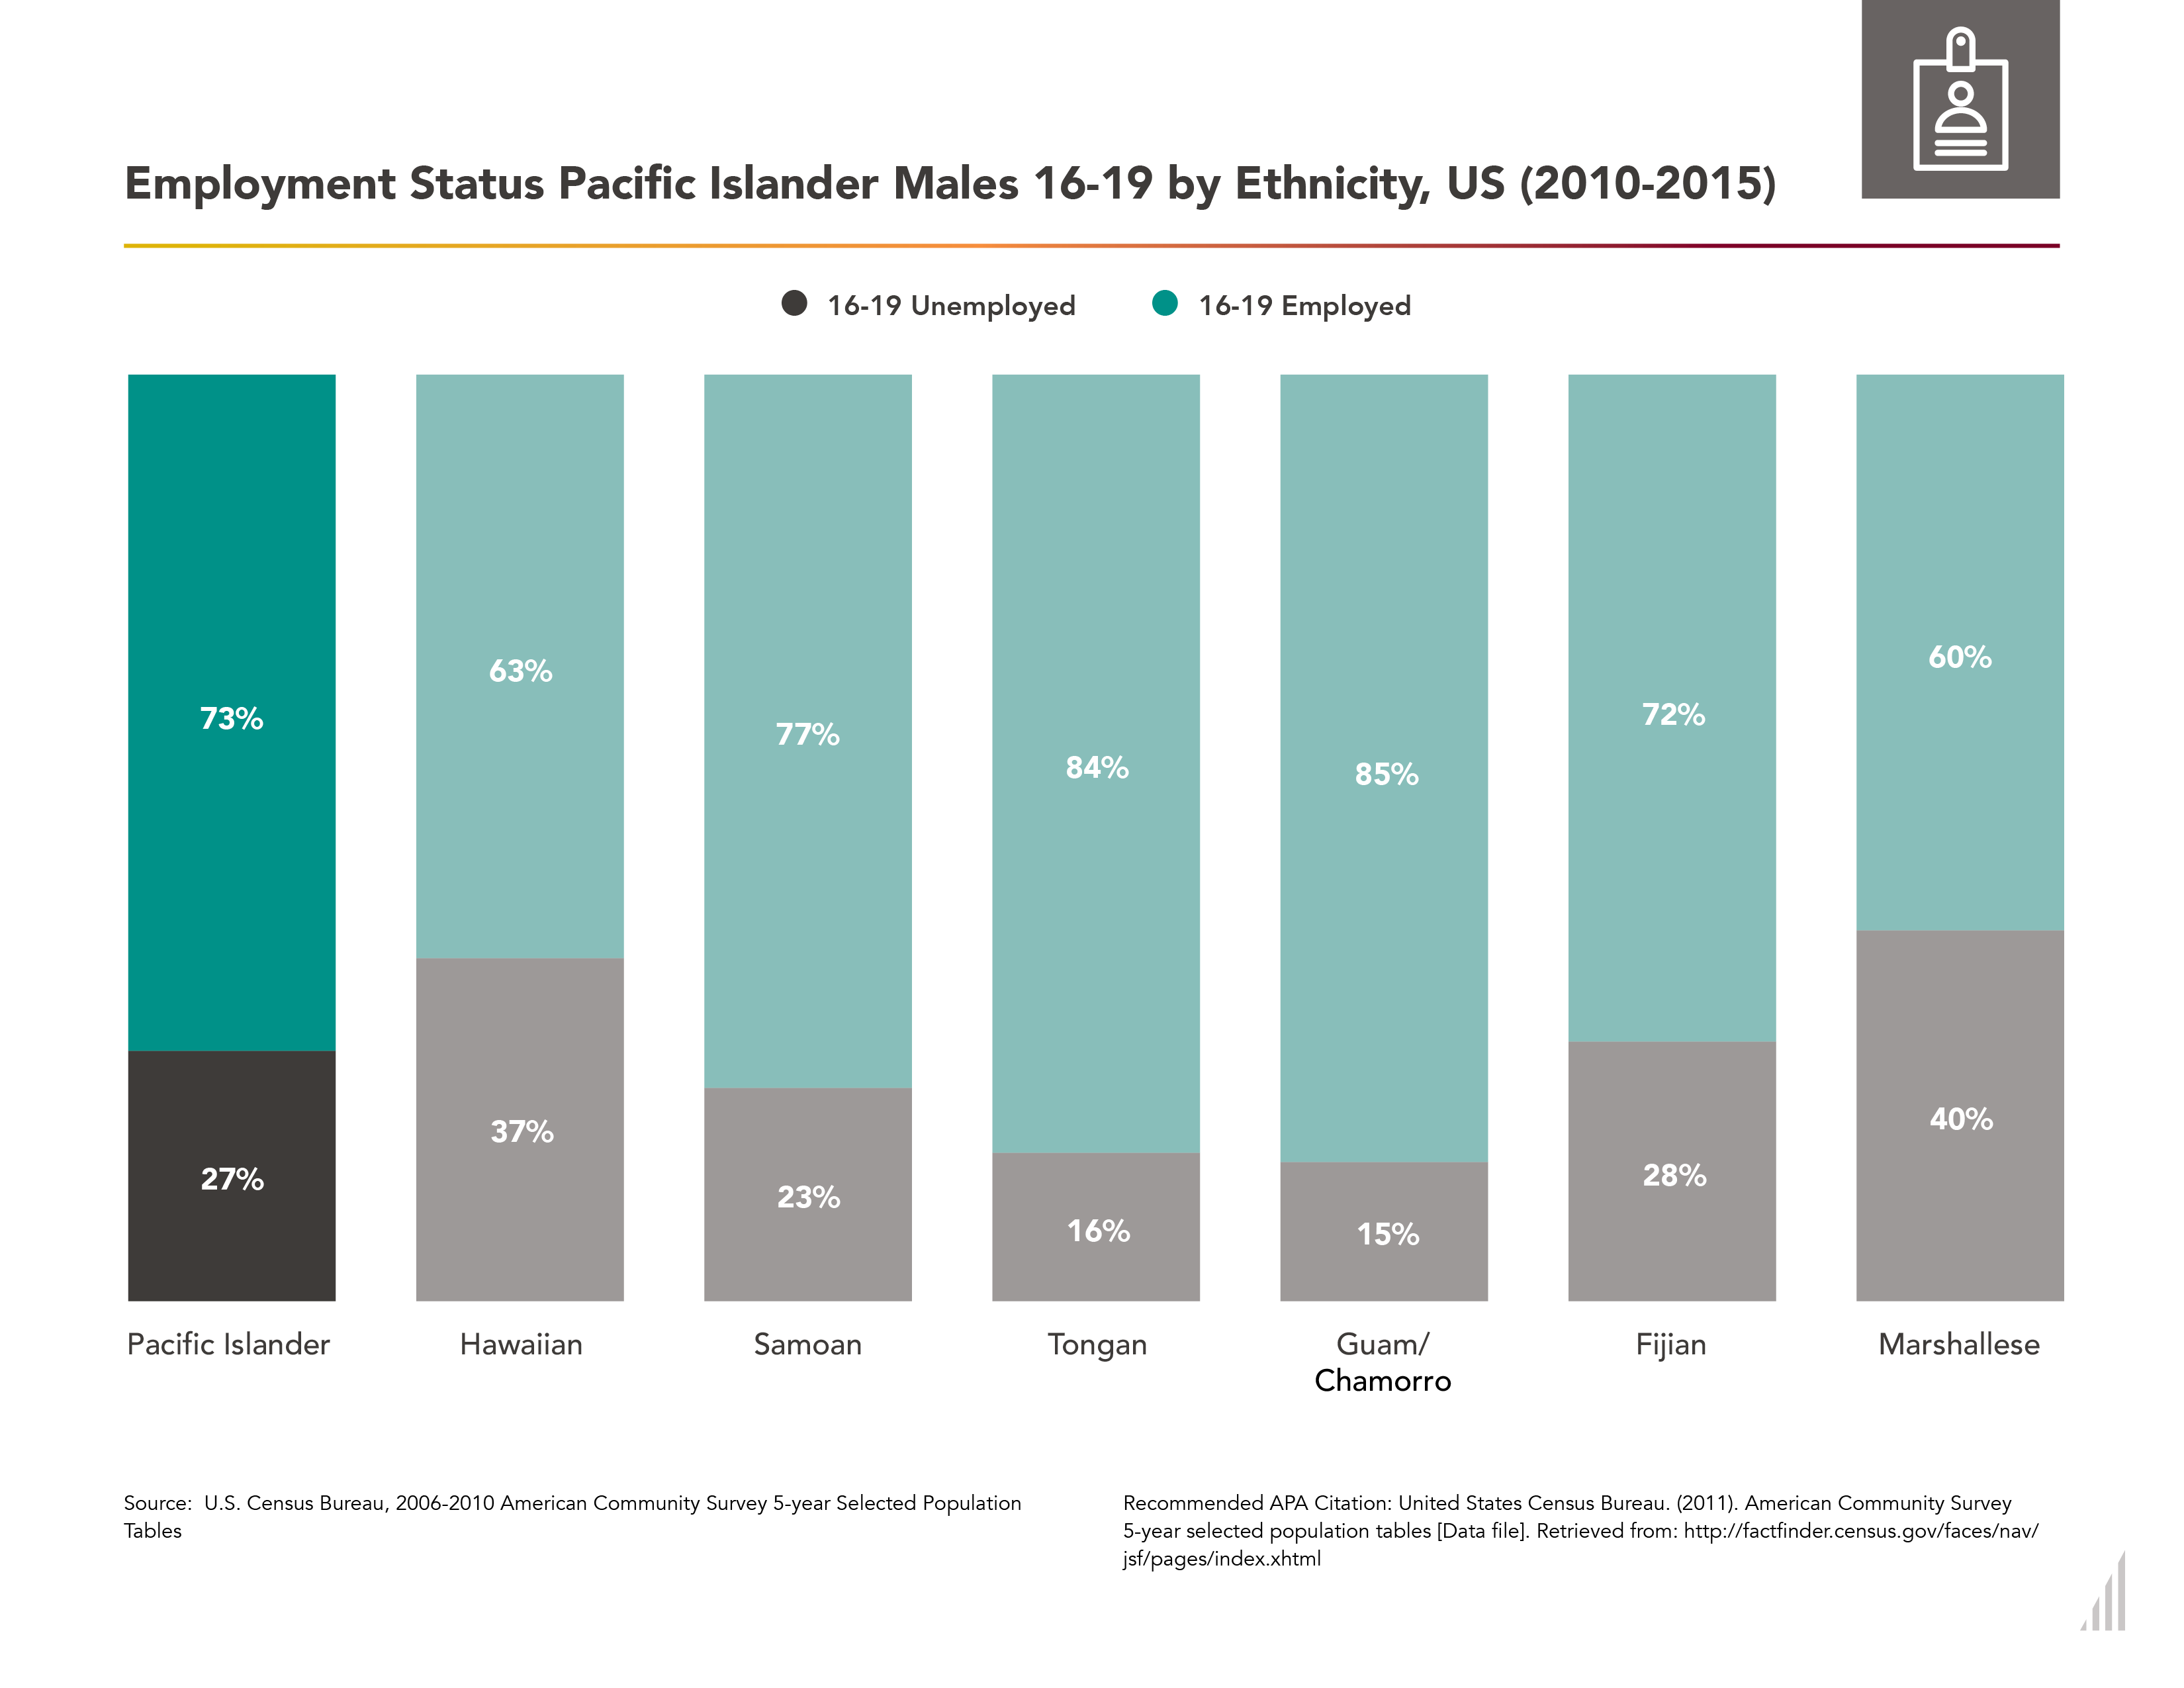 Employment Status Pacific Islander Males 16-19 by Ethnicity, US (2010-2015)
16-19 Unemployed
16-19 Employed
73%
63%
77%
84%
85%
72%
60%
27%
37%
23%
16%
15%
28%
40%
Pacific Islander
Hawaiian
Samoan
Tongan
Guam/
Chamorro
Fijian
Marshallese
Source:  U.S. Census Bureau, 2006-2010 American Community Survey 5-year Selected Population
Tables
Recommended APA Citation: United States Census Bureau. (2011). American Community Survey
5-year selected population tables [Data file]. Retrieved from: http://factfinder.census.gov/faces/nav/
jsf/pages/index.xhtml